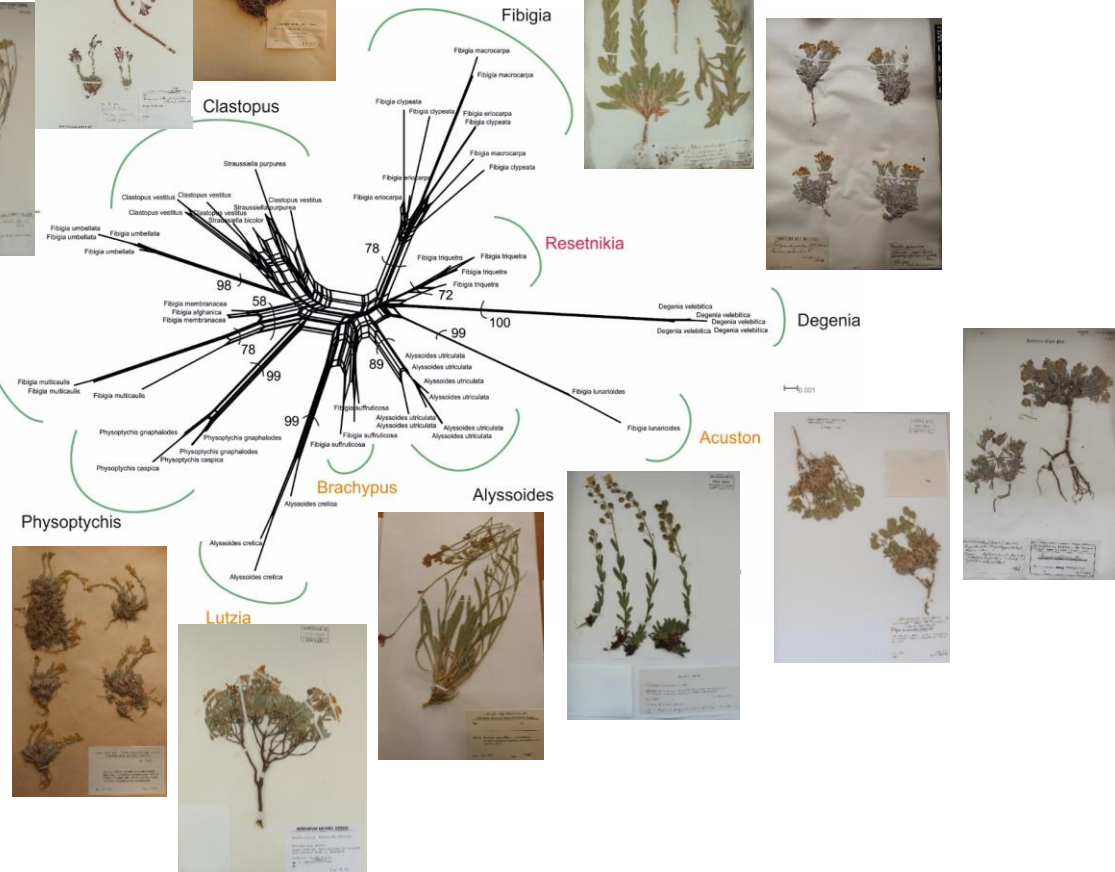 Fibigia
Fibigia macrocarpa
Fibigia macrocarpa
Fibigia clypeata
Fibigia clypeata
Fibigia eriocarpa
Fibigia clypeata
Fibigia macrocarpa
Fibigia clypeata
Fibigia eriocarpa
Fibigia eriocarpa
78
Clastopus
Straussiella purpurea
Clastopus vestitus
Clastopus vestitus
Clastopus vestitus
Clastopus vestitus
Clastopus vestitus
Straussiella purpurea
Straussiella bicolor
Fibigia umbellata
Fibigia umbellata
Fibigia umbellata
Fibigia umbellata
98
Resetnikia
Fibigia triquetra
Fibigia triquetra
Fibigia triquetra
Fibigia triquetra
72
Degenia velebitica
Degenia velebitica
Degenia velebitica
Degenia velebitica
Degenia velebitica
100
Degenia
58
Fibigia membranacea
Fibigia afghanica
Fibigia membranacea
78
Fibigia multicaulis
Fibigia multicaulis
Fibigia multicaulis
99
Physoptychis gnaphalodes
Physoptychis gnaphalodes
Physoptychis gnaphalodes
Physoptychis caspica
Physoptychis caspica
Physoptychis
99
Fibigia lunarioides
Fibigia lunarioides
Acuston
0.001
89
Alyssoides utriculata
Alyssoides utriculata
Alyssoides utriculata
Alyssoides utriculata
Alyssoides utriculata
Alyssoides utriculata
Alyssoides utriculata
Alyssoides utriculata
Alyssoides
Fibigia suffruticosa
Fibigia suffruticosa
Fibigia suffruticosa
Brachypus
99
Alyssoides cretica
Alyssoides cretica
Alyssoides cretica
Lutzia